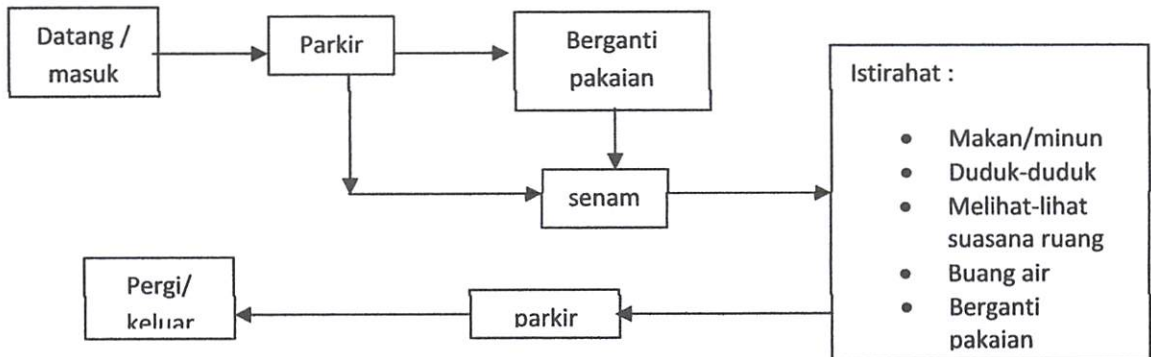 Datang /
masuk
Parkir
Berganti
pakaian
senam
Istirahat :
• Makan/minun
• Duduk-duduk
• Melihat-lihat
suasana ruang
• Buang air
• Berganti
pakaian
parkir
Pergi/
keluar